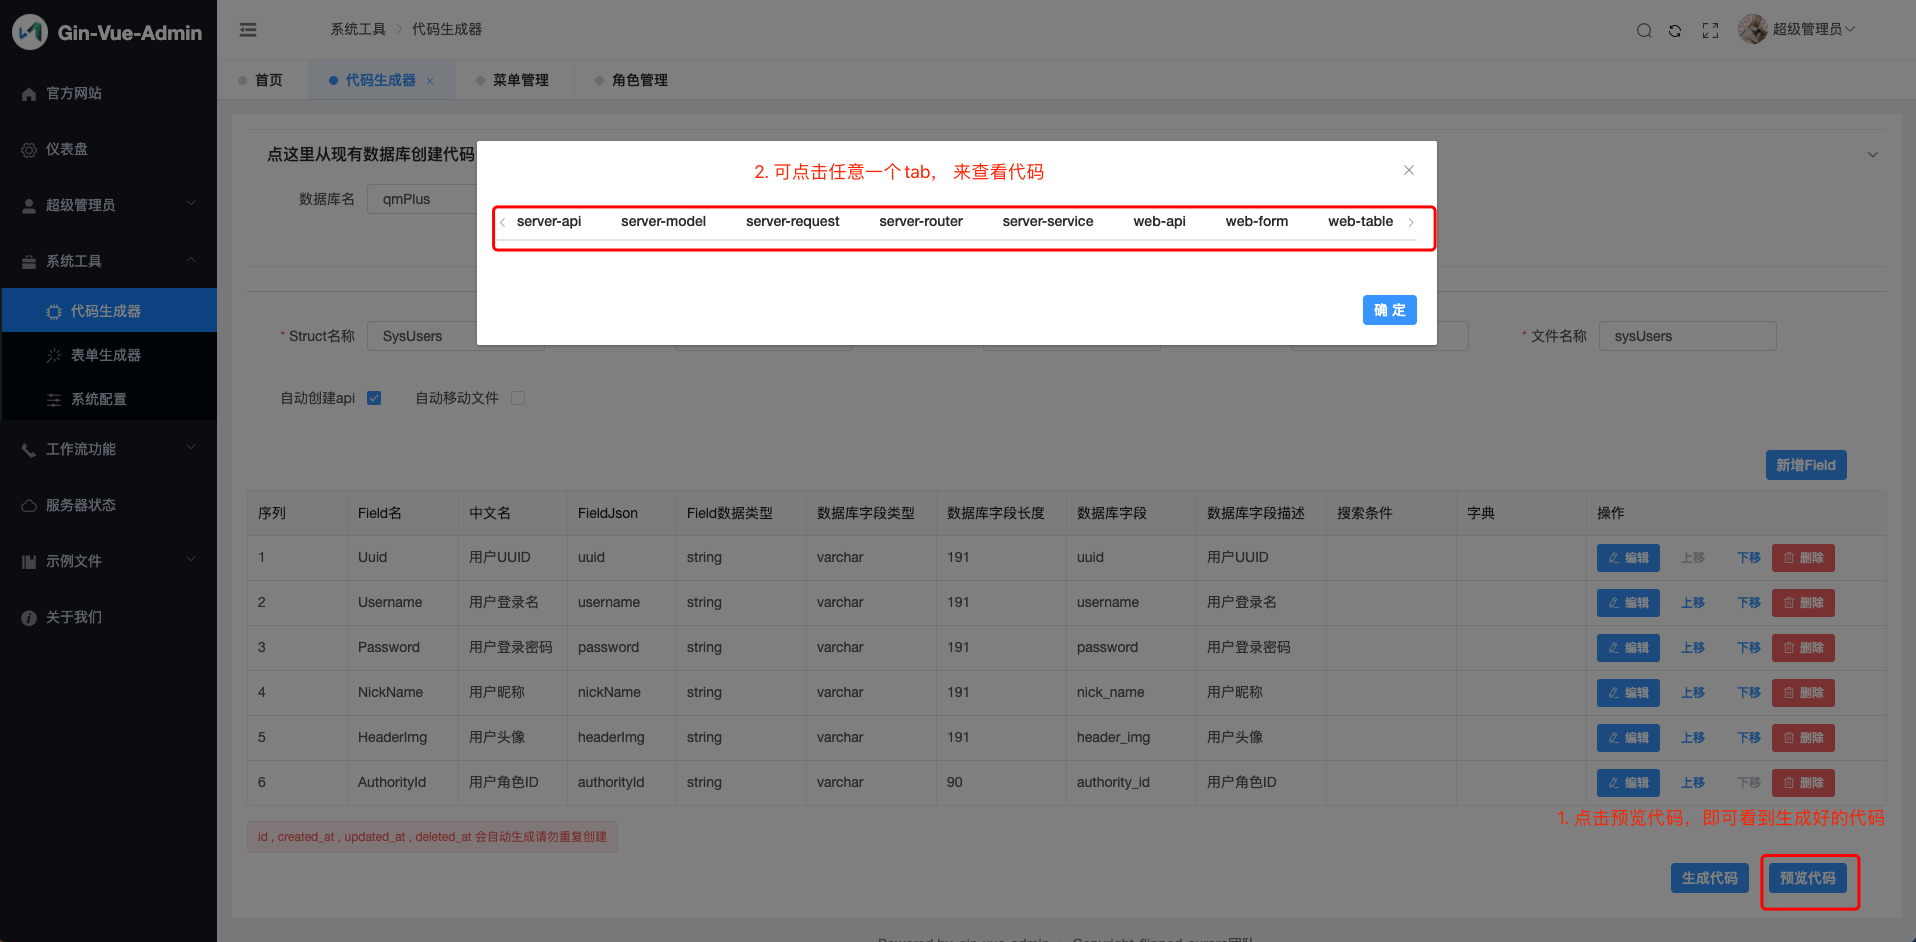 Gin-Vue-Admin
系统工具 > 代码生成器
超级管理员
首页 代码生成器 × 菜单管理 角色管理
官方网站
仪表盘
超级管理员
系统工具
代码生成器
表单生成器
系统配置
工作流功能
服务器状态
示例文件
关于我们
点这里从现有数据库创建代码
数据库名 qmPlus
2. 可点击任意一个tab， 来查看代码
server-api server-model server-request server-router server-service web-api web-form web-table
确 定
* Struct名称 SysUsers * 文件名称 sysUsers
自动创建api 自动移动文件
新增Field
序列 Field名 中文名 FieldJson Field数据类型 数据库字段类型 数据库字段长度 数据库字段 数据库字段描述 搜索条件 字典 操作
1 Uuid 用户UUID uuid string varchar 191 uuid 用户UUID 编辑 上移 下移 删除
2 Username 用户登录名 username string varchar 191 username 用户登录名 编辑 上移 下移 删除
3 Password 用户登录密码 password string varchar 191 password 用户登录密码 编辑 上移 下移 删除
4 NickName 用户昵称 nickName string varchar 191 nick_name 用户昵称 编辑 上移 下移 删除
5 HeaderImg 用户头像 headerImg string varchar 191 header_img 用户头像 编辑 上移 下移 删除
6 AuthorityId 用户角色ID authorityId string varchar 90 authority_id 用户角色ID 编辑 上移 下移 删除
1. 点击预览代码，即可看到生成好的代码
id , created_at , updated_at , deleted_at 会自动生成请勿重复创建
生成代码 预览代码
Powered by gin-vue-admin Copyright flipped-aurora团队